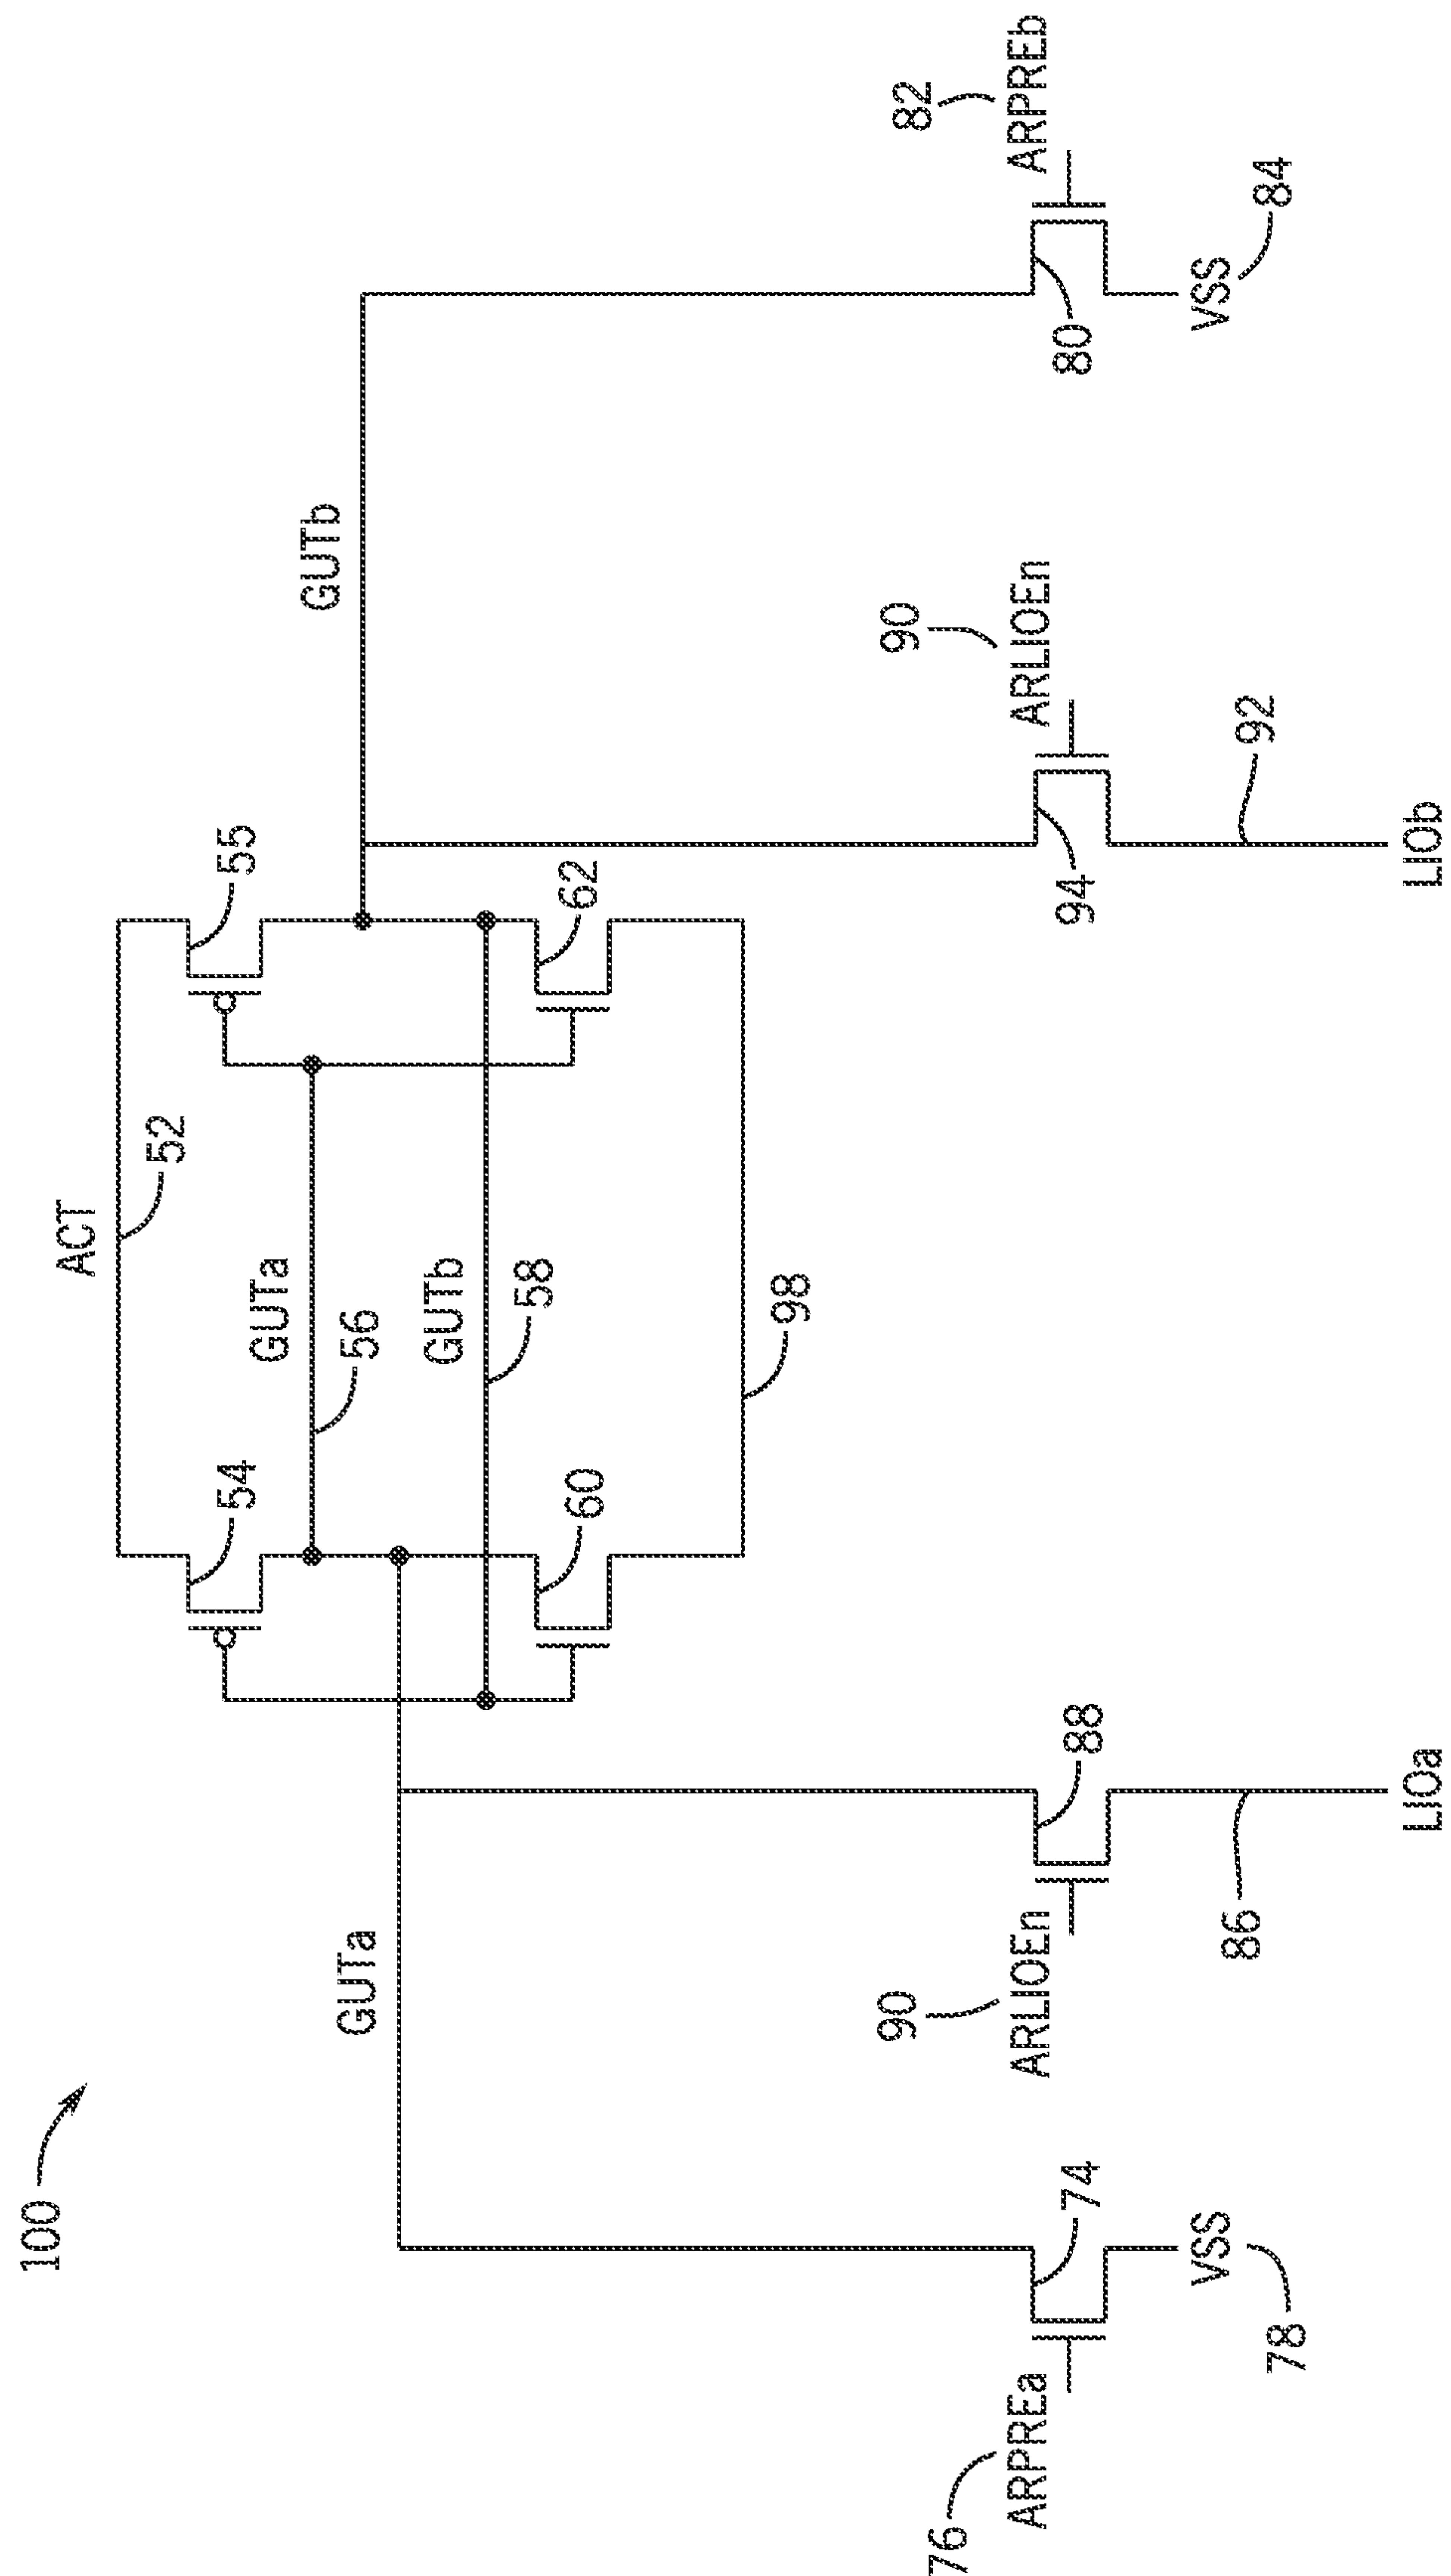 100
ACT
52
54
55
GUTa
56
GUTb
58
60
62
98
GUTa
GUTb
76
ARPREa
74
VSS
78
90
ARLIOEn
88
86
LIOa
90
ARLIOEn
94
92
LIOb
82
ARPREb
80
VSS
84